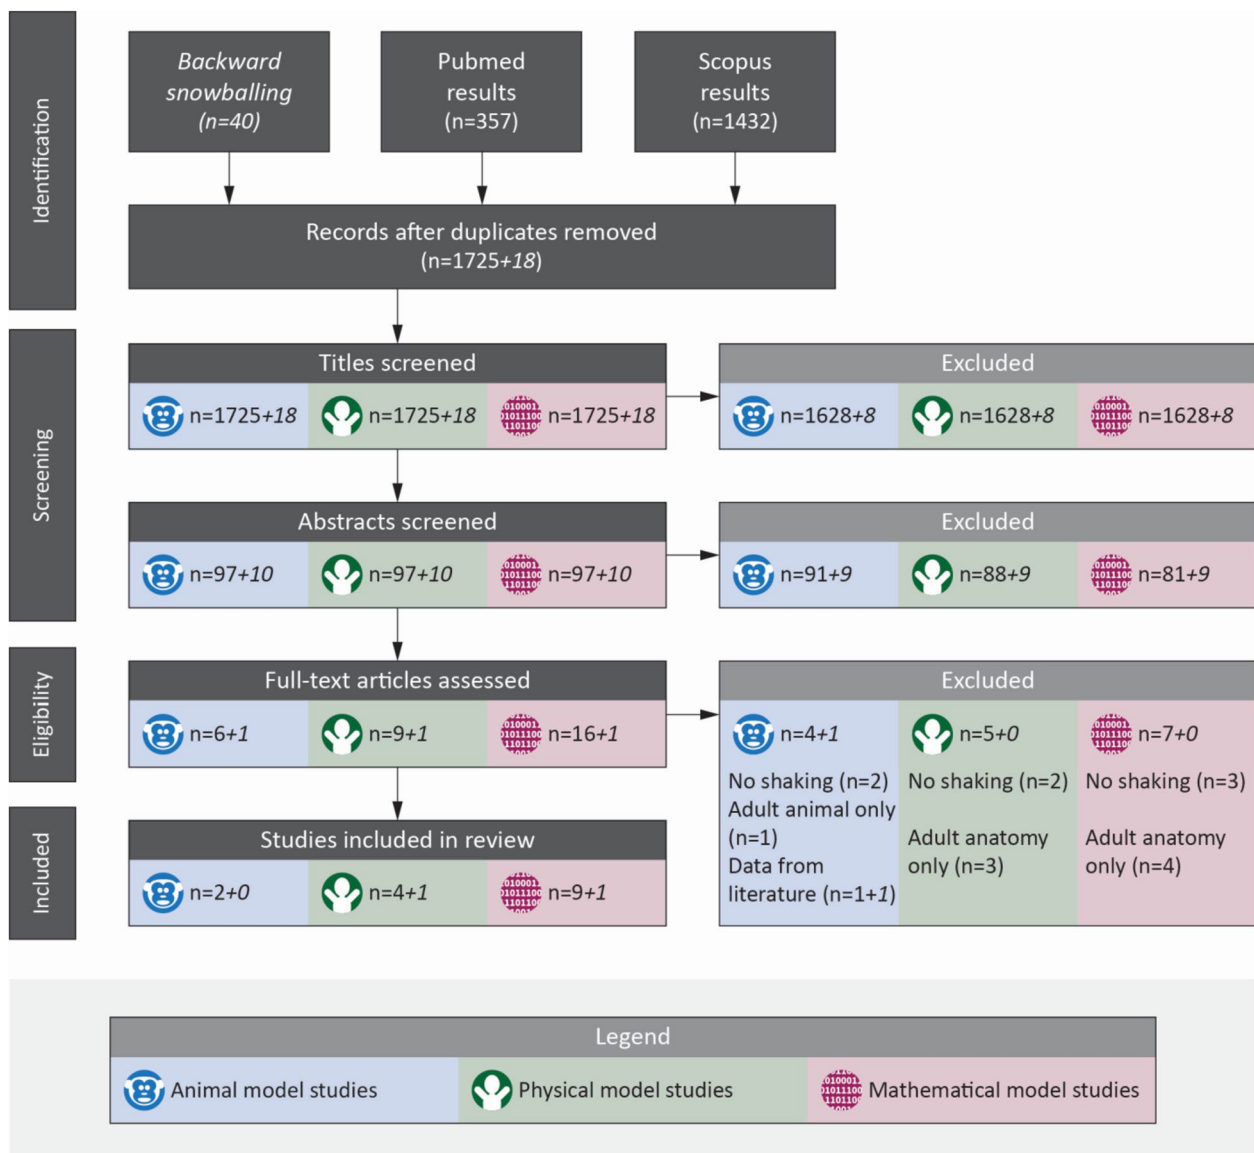 Identification
Backward
snowballing
(n=40)
Pubmed
results
(n=357)
Scopus
results
(n=1432)
Records after duplicates removed
(n=1725+18)
Screening
Titles screened
n=1725+18
n=1725+18
n=1725+18
Excluded
n=1628+8
n=1628+8
n=1628+8
Abstracts screened
n=97+10
n=97+10
n=97+10
Excluded
n=91+9
n=88+9
n=81+9
Eligibility
Full-text articles assessed
n=6+1
n=9+1
n=16+1
Excluded
n=4+1
No shaking (n=2)
Adult animal only
(n=1)
Data from
literature (n=1+1)
n=5+0
No shaking (n=2)
Adult anatomy
only (n=3)
n=7+0
No shaking (n=3)
Adult anatomy
only (n=4)
Included
Studies included in review
n=2+0
n=4+1
n=9+1
Legend
Animal model studies
Physical model studies
Mathematical model studies